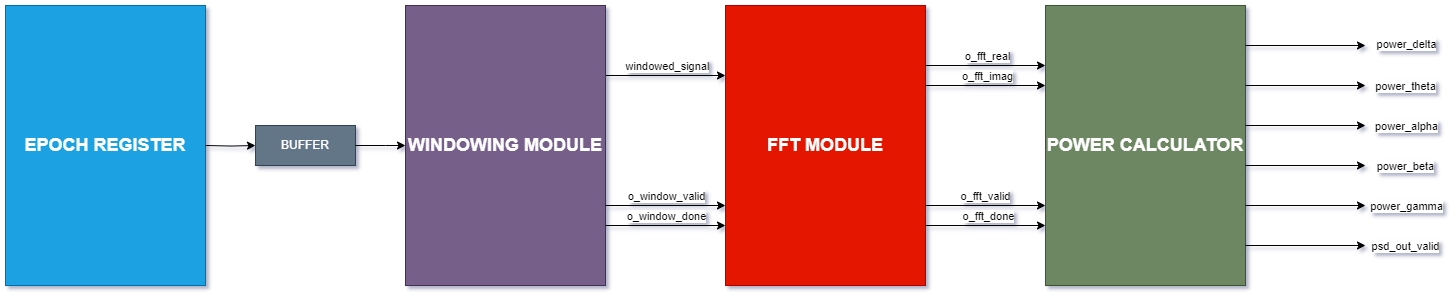 EPOCH REGISTER
BUFFER
WINDOWING MODULE
windowed_signal
o_window_valid
o_window_done
FFT MODULE
o_fft_real
o_fft_imag
o_fft_valid
o_fft_done
POWER CALCULATOR
power_delta
power_theta
power_alpha
power_beta
power_gamma
psd_out_valid